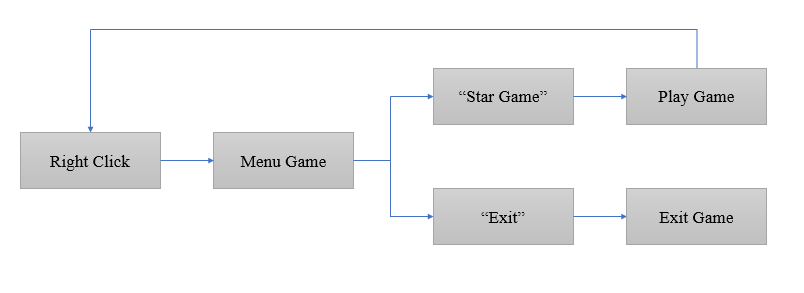 “Star Game”
Play Game
Right Click
Menu Game
“Exit”
Exit Game